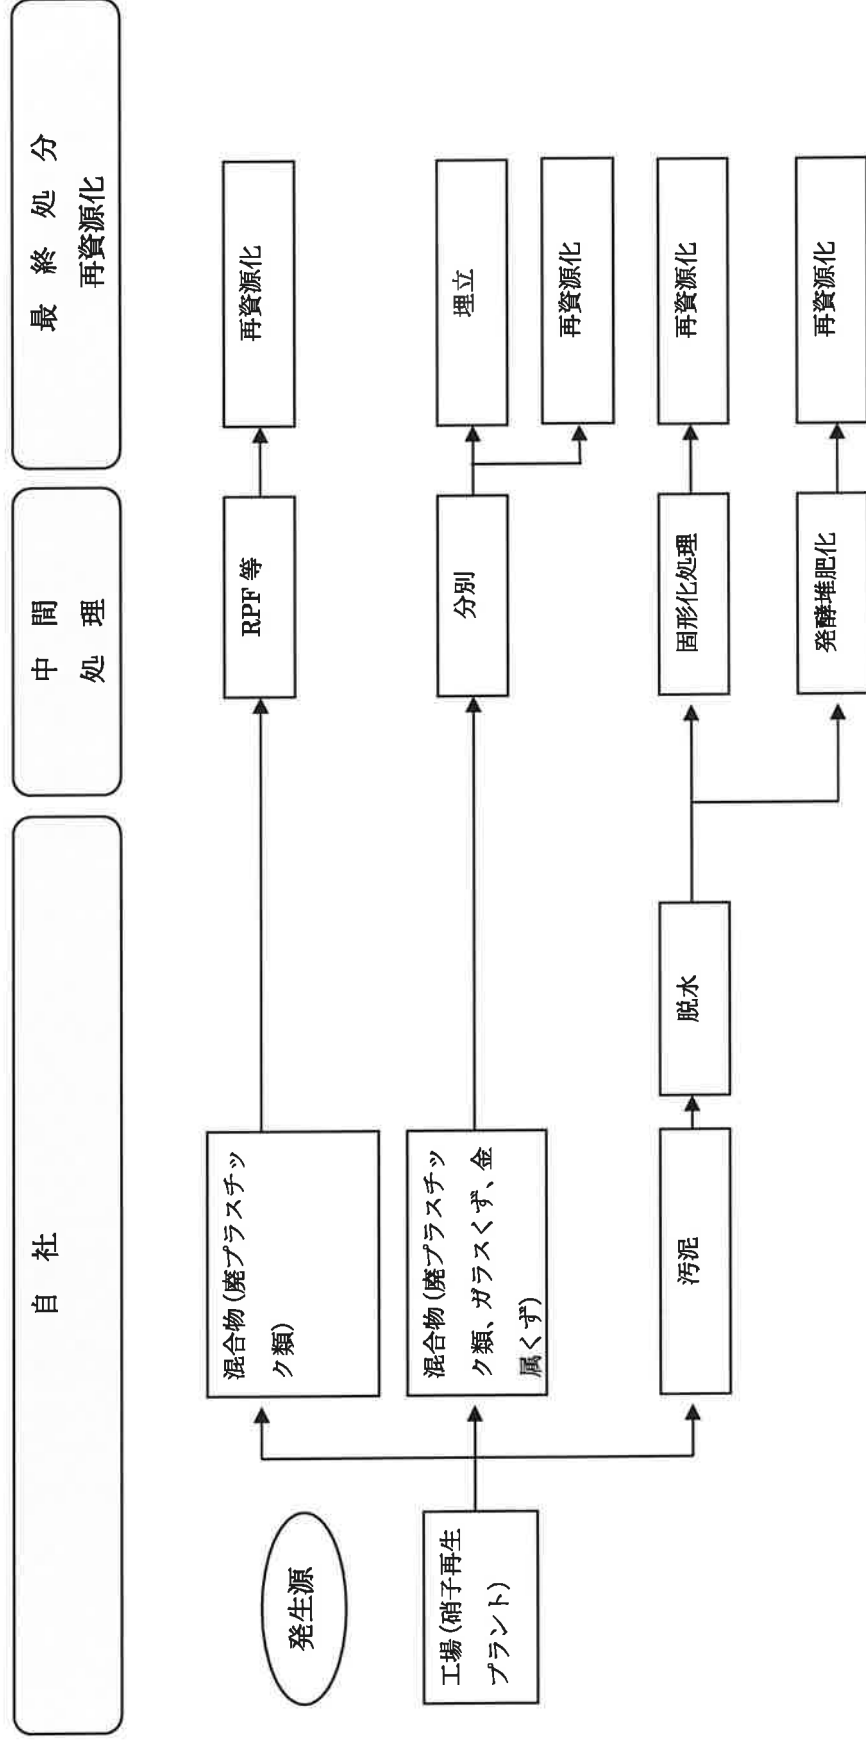 自 社
中 間
処 理
最 終 処 分
再資源化
発生源
工場(硝子再生
プラント)
混合物(廃プラスチッ
ク類)
RPF 等
再資源化
混合物(廃プラスチッ
ク類、ガラスくず、金
属くず)
分別
埋立
再資源化
汚泥
脱水
固形化処理
再資源化
発酵堆肥化
再資源化